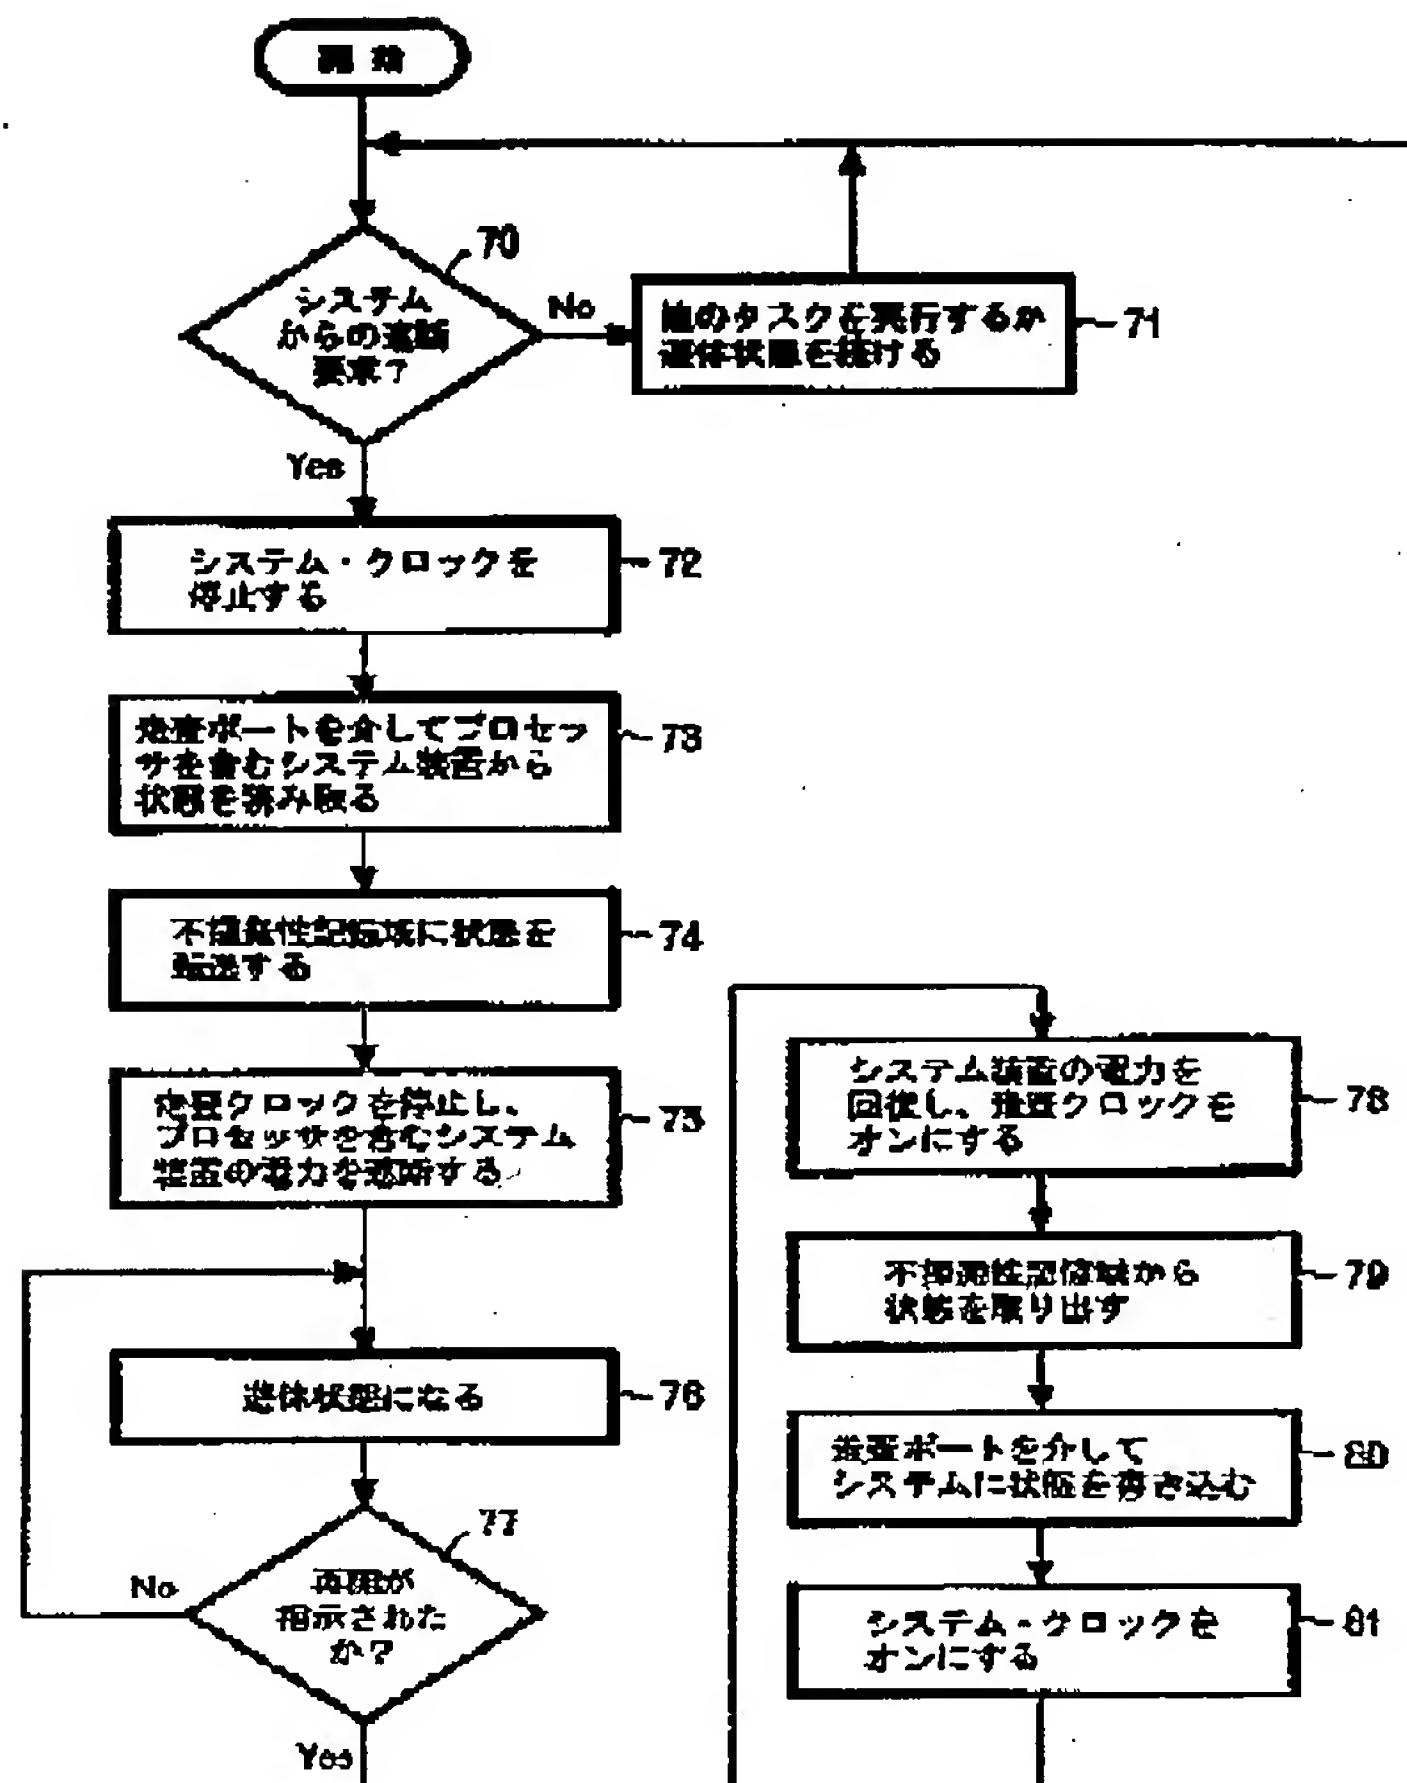 開始
70
システム
からの遮断
要求?
No
他のタスクを実行するか
遊休状態を続ける
71
Yes
システム・クロックを
停止する
72
走査ポートを介してプロセッ
サを含むシステム装置から
状態を読み取る
73
不揮発性記憶域に状態を
転送する
74
走査クロックを停止し、
プロセッサを含むシステム
装置の電力を遮断する
75
遊休状態になる
76
77
再開が
指示された
か?
No
Yes
システム装置の電力を
回復し、走査クロックを
オンにする
78
不揮発性記憶域から
状態を取り出す
79
走査ポートを介して
システムに状態を書き込む
80
システム・クロックを
オンにする
81